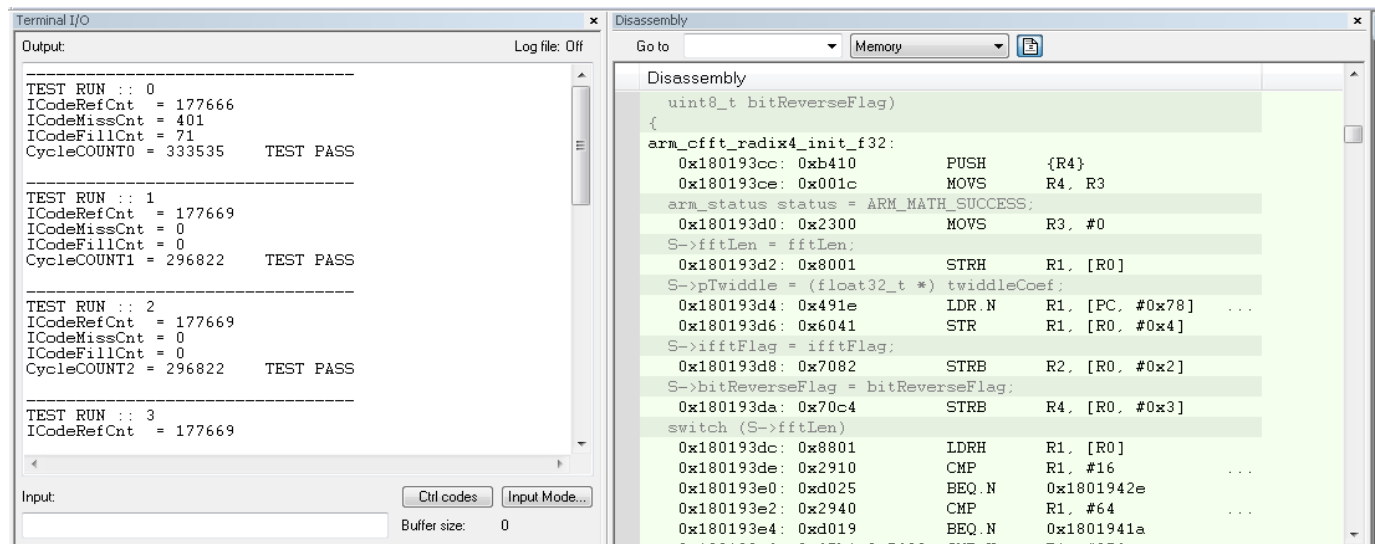 Terminal I/O
Output:
Log file: Off
TEST RUN :: 0
ICodeRefCnt = 177666
ICodeMissCnt = 401
ICodeFillCnt = 71
CycleCOUNT0 = 333535 TEST PASS
TEST RUN :: 1
ICodeRefCnt = 177669
ICodeMissCnt = 0
ICodeFillCnt = 0
CycleCOUNT1 = 296822 TEST PASS
TEST RUN :: 2
ICodeRefCnt = 177669
ICodeMissCnt = 0
ICodeFillCnt = 0
CycleCOUNT2 = 296822 TEST PASS
TEST RUN :: 3
ICodeRefCnt = 177669
Input:
Ctrl codes
Input Mode...
Buffer size: 0
Disassembly
Go to
Memory
Disassembly
uint8_t bitReverseFlag)
{
arm_cfft_radix4_init_f32:
0x180193cc: 0xb410 PUSH {R4}
0x180193ce: 0x001c MOVS R4, R3
arm_status status = ARM_MATH_SUCCESS;
0x180193d0: 0x2300 MOVS R3, #0
S->fftLen = fftLen;
0x180193d2: 0x8001 STRH R1, [R0]
S->pTwiddle = (float32_t *) twiddleCoef;
0x180193d4: 0x491e LDR.N R1, [PC, #0x78] ...
0x180193d6: 0x6041 STR R1, [R0, #0x4]
S->ifftFlag = ifftFlag;
0x180193d8: 0x7082 STRB R2, [R0, #0x2]
S->bitReverseFlag = bitReverseFlag;
0x180193da: 0x70c4 STRB R4, [R0, #0x3]
switch (S->fftLen)
0x180193dc: 0x8801 LDRH R1, [R0]
0x180193de: 0x2910 CMP R1, #16 ...
0x180193e0: 0xd025 BEQ.N 0x1801942e
0x180193e2: 0x2940 CMP R1, #64 ...
0x180193e4: 0xd019 BEQ.N 0x1801941a